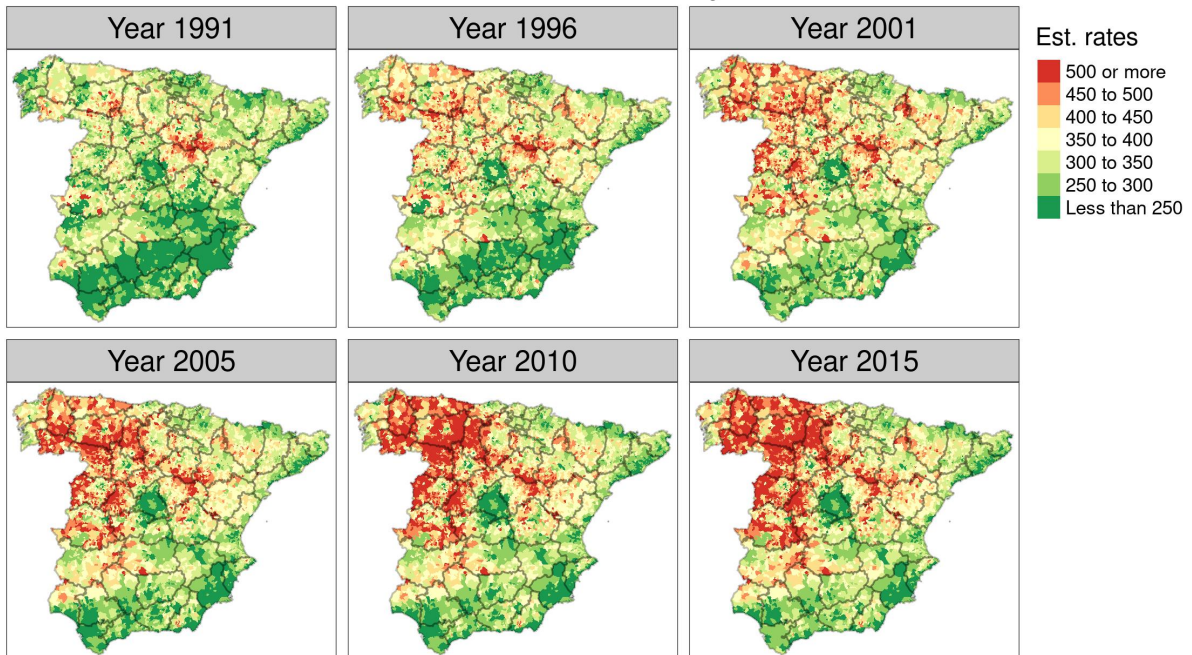 Year 1991
Year 1996
Year 2001
Est. rates
500 or more
450 to 500
400 to 450
350 to 400
300 to 350
250 to 300
Less than 250
Year 2005
Year 2010
Year 2015